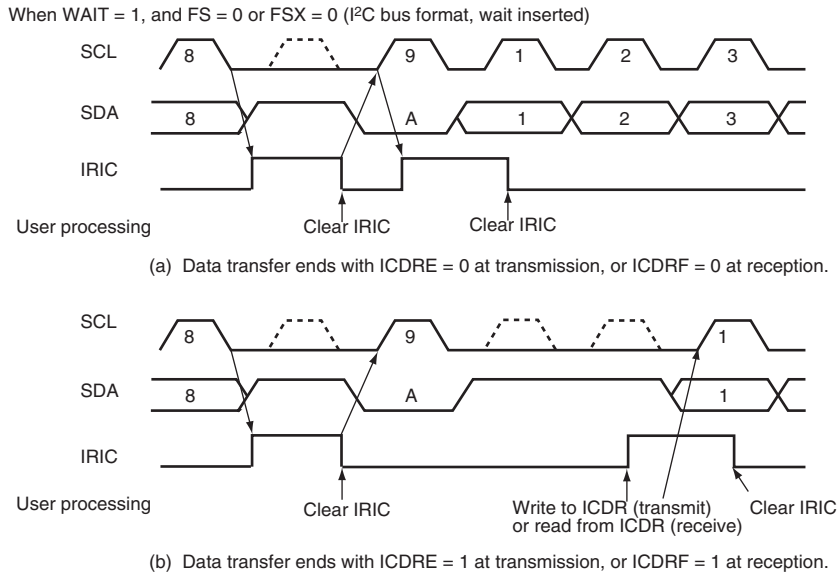 When WAIT = 1, and FS = 0 or FSX = 0 (I²C bus format, wait inserted)
SCL 8 9 1 2 3
SDA 8 A 1 2 3
IRIC
User processing Clear IRIC Clear IRIC
(a) Data transfer ends with ICDRE = 0 at transmission, or ICDRF = 0 at reception.
SCL 8 9 1
SDA 8 A 1
IRIC
User processing Clear IRIC Write to ICDR (transmit) Clear IRIC
or read from ICDR (receive)
(b) Data transfer ends with ICDRE = 1 at transmission, or ICDRF = 1 at reception.